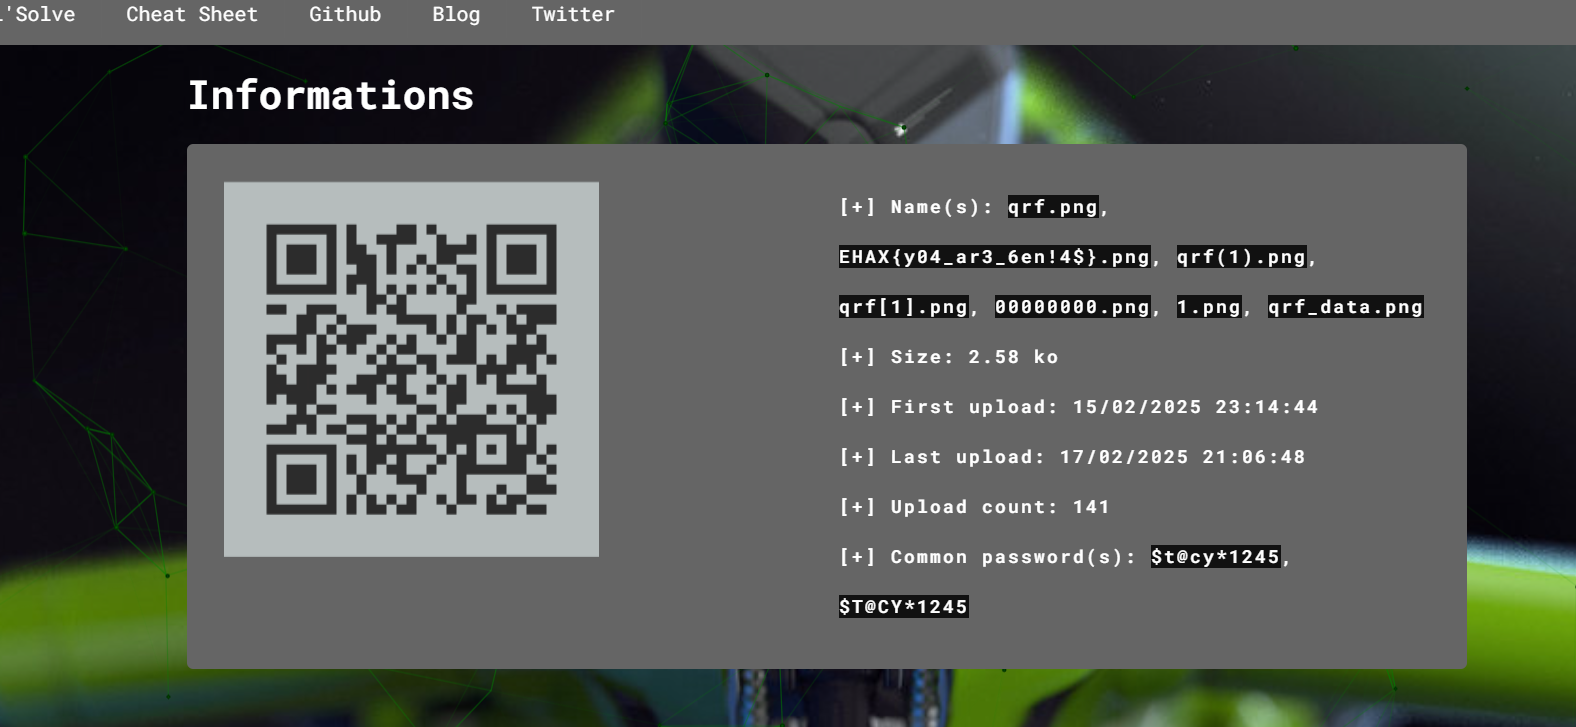 'Solve Cheat Sheet Github Blog Twitter
Informations
[+] Name(s): qrf.png,
EHAX{y04_ar3_6en!4$}.png, qrf(1).png,
qrf[1].png, 00000000.png, 1.png, qrf_data.png
[+] Size: 2.58 ko
[+] First upload: 15/02/2025 23:14:44
[+] Last upload: 17/02/2025 21:06:48
[+] Upload count: 141
[+] Common password(s): $t@cy*1245,
$T@CY*1245